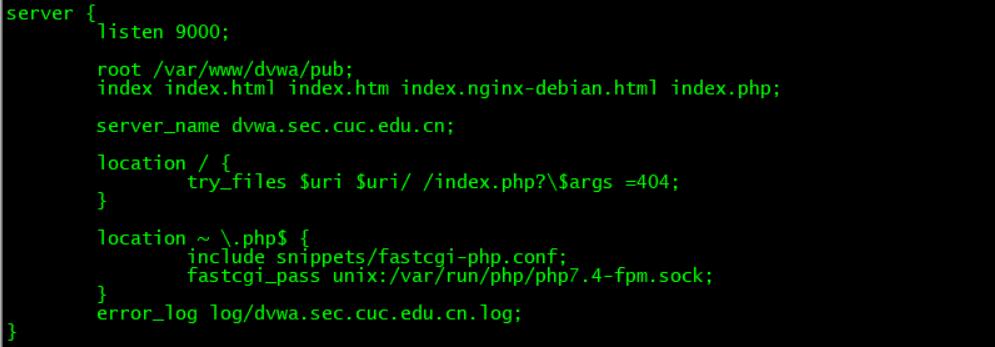 server {
listen 9000;
root /var/www/dvwa/pub;
index index.html index.htm index.nginx-debian.html index.php;
server_name dvwa.sec.cuc.edu.cn;
location / {
try_files $uri $uri/ /index.php?\$args =404;
}
location ~ \.php$ {
include snippets/fastcgi-php.conf;
fastcgi_pass unix:/var/run/php/php7.4-fpm.sock;
}
error_log log/dvwa.sec.cuc.edu.cn.log;
}